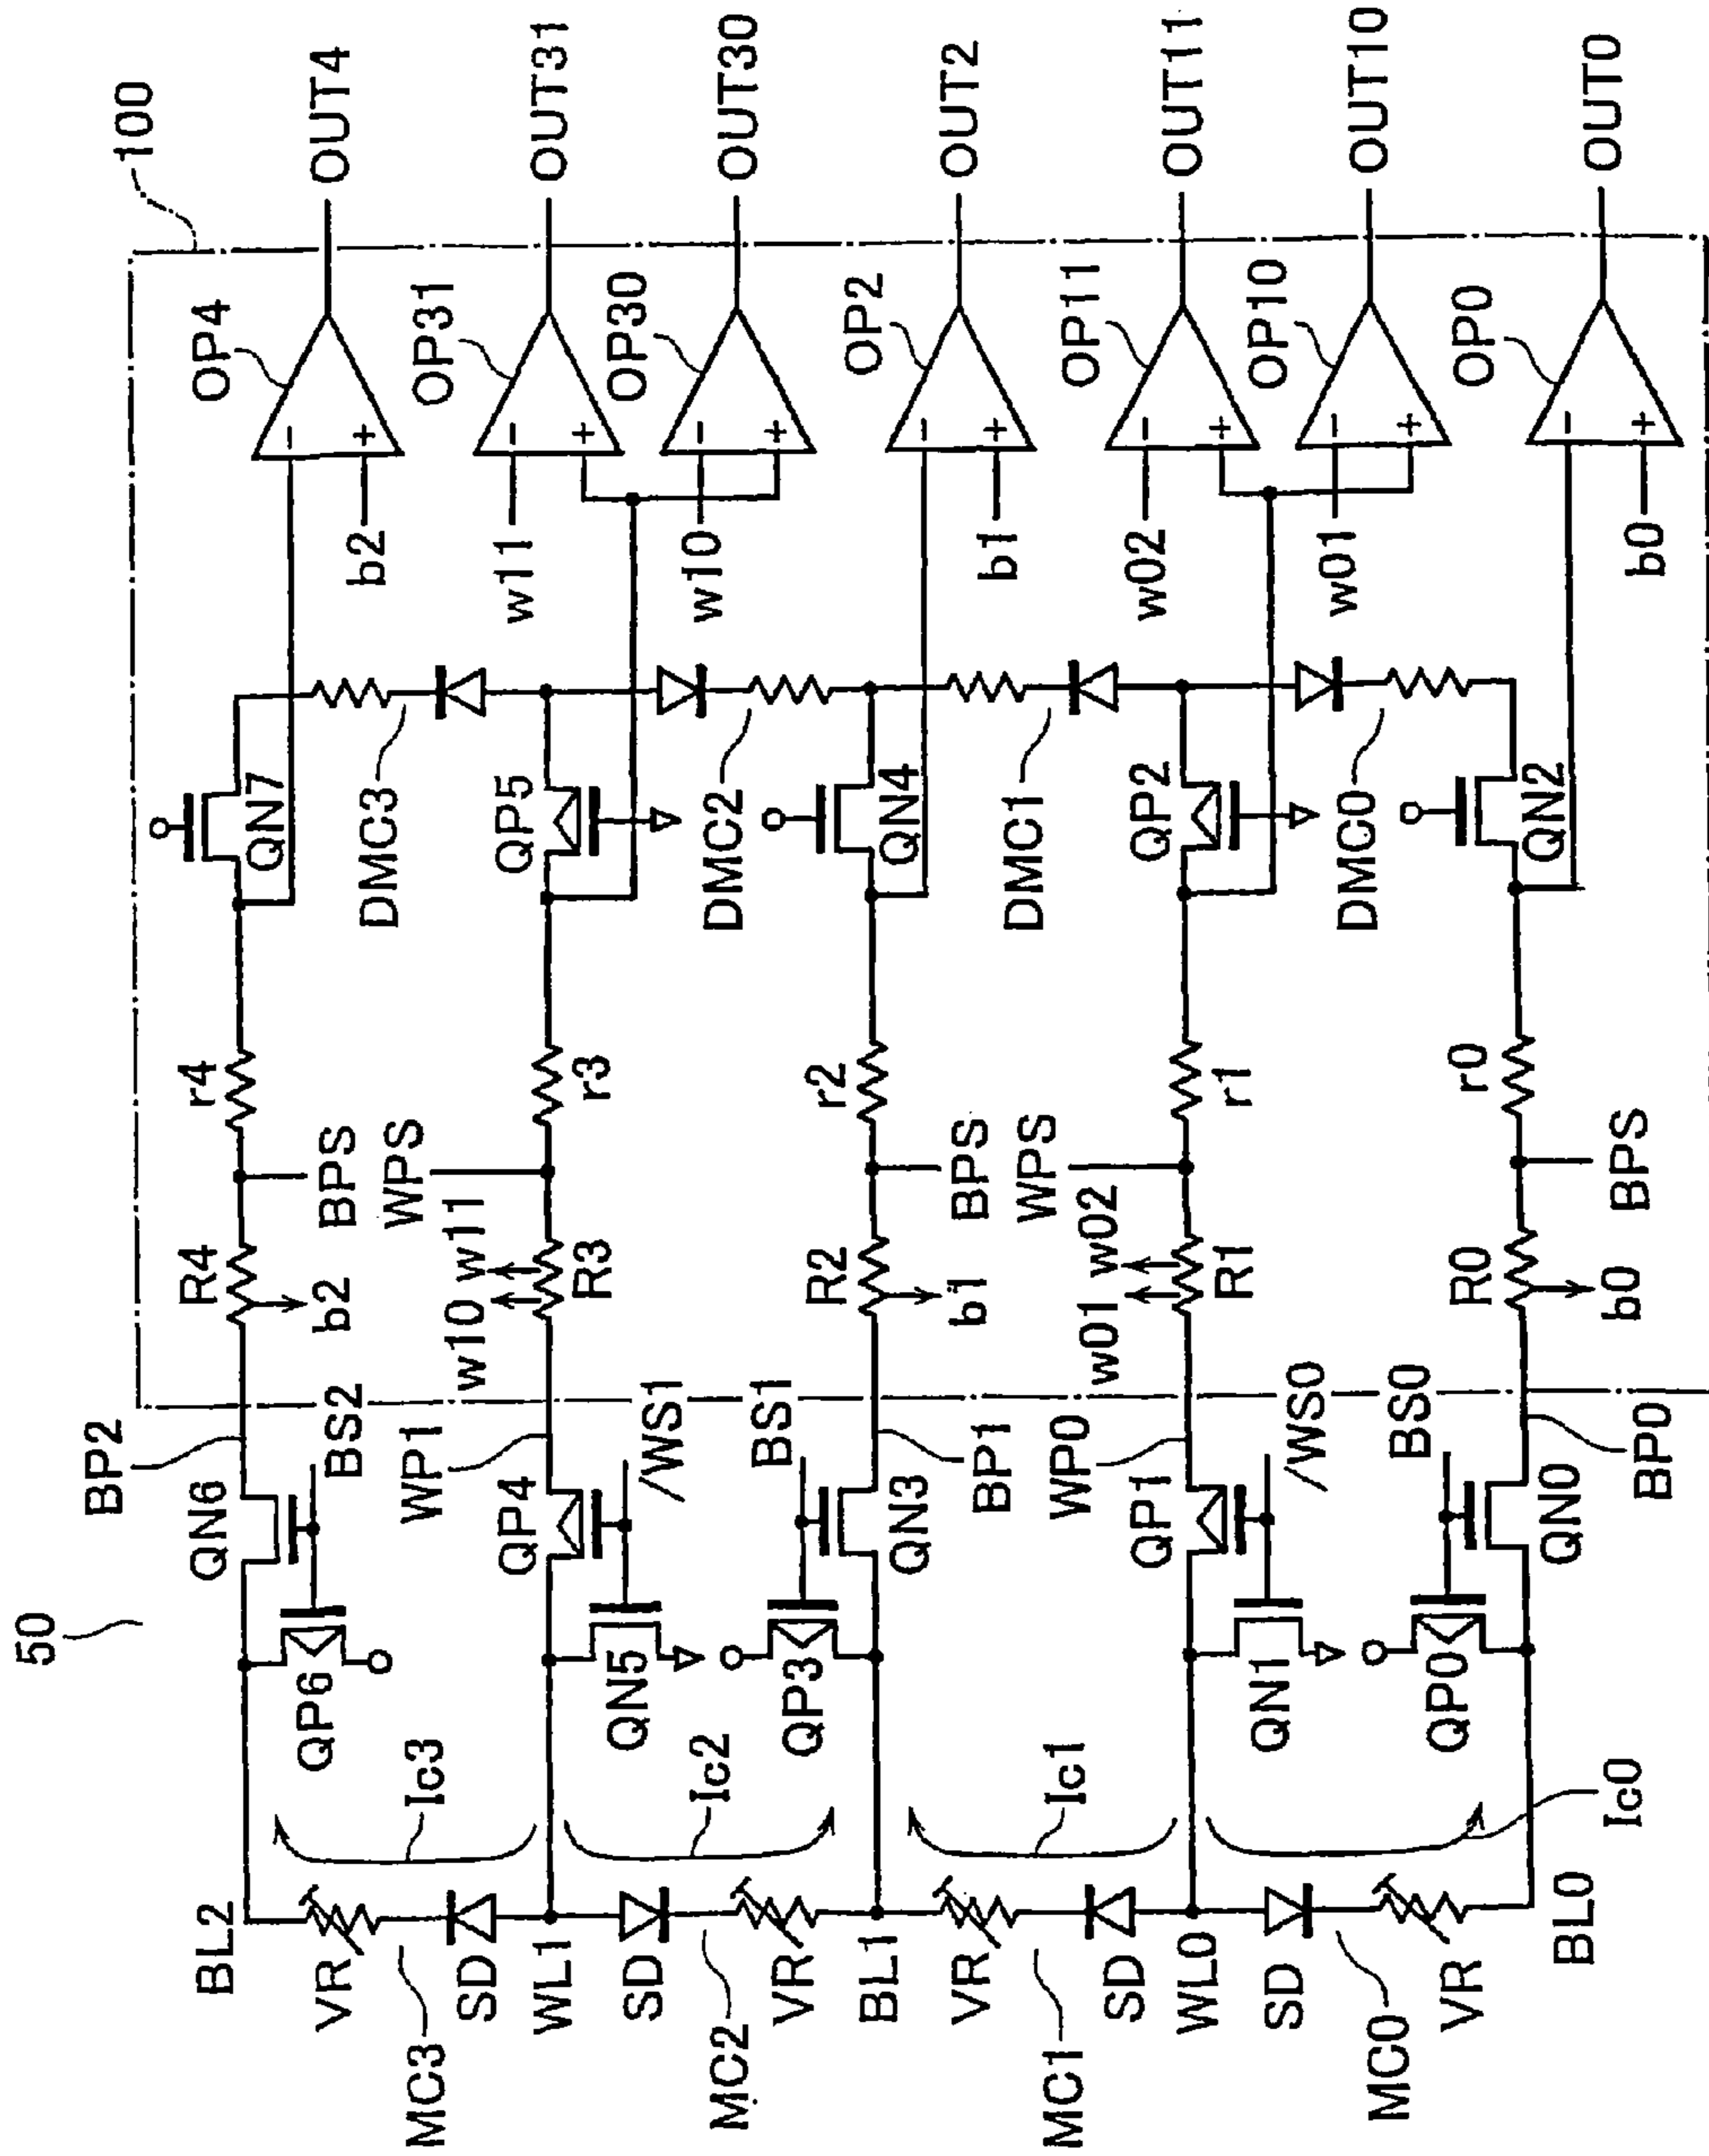 100
OUT4
OUT31
OUT30
OUT2
OUT11
OUT10
OUT0
OP4
OP31
OP30
OP2
OP11
OP10
OP0
-
+
-
+
-
+
-
+
-
+
-
+
-
+
b2
w11
w10
b1
w02
w01
b0
QN7
DMC3
QP5
DMC2
QN4
DMC1
QP2
DMC0
QN2
r4
r3
r2
r1
r0
BPS
WPS
BPS
WPS
BPS
R4
b2
w10
w11
R3
R2
b1
w01
w02
R1
R0
b0
BP2
BS2
WP1
/WS1
BS1
BP1
WP0
/WS0
BS0
BP0
QN6
QP4
QN3
QP1
QN0
50
QP6
QN5
QP3
QN1
QP0
Ic3
Ic2
Ic1
Ic0
BL2
VR
SD
WL1
SD
VR
BL1
VR
SD
WL0
SD
VR
BL0
MC3
MC2
MC1
MC0